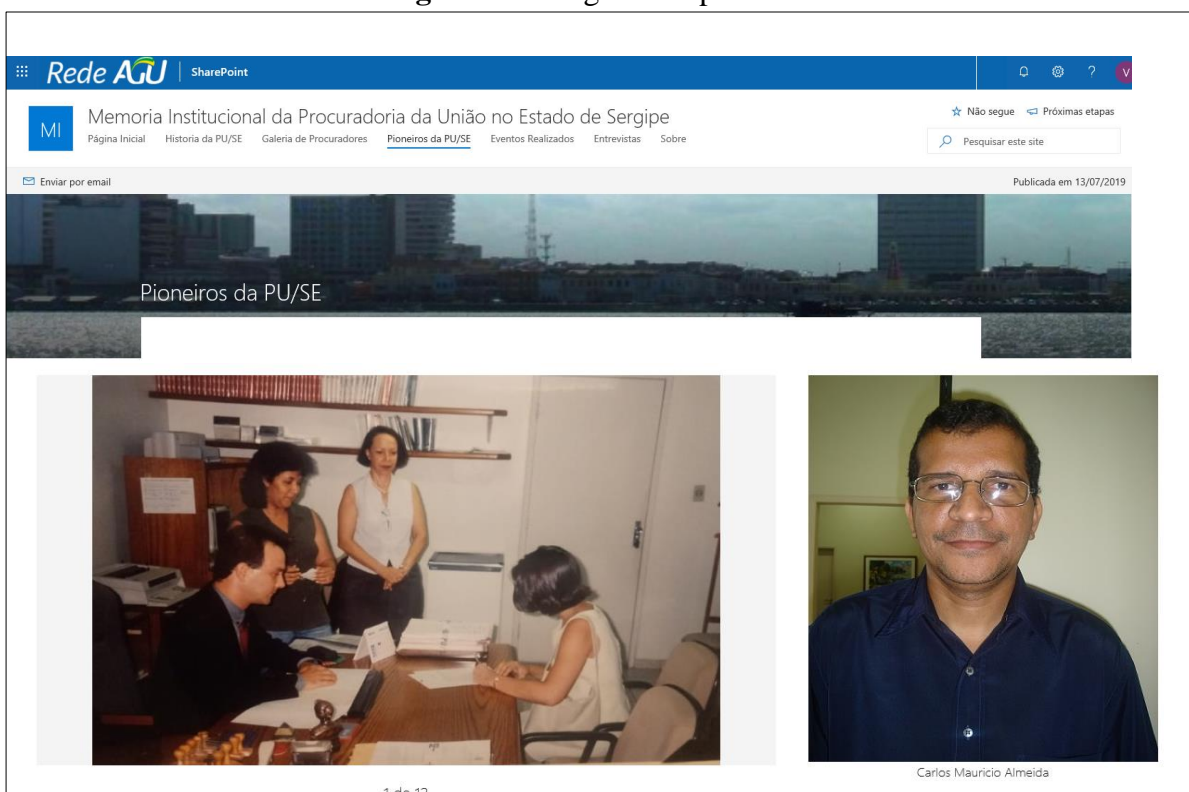 Rede AGU SharePoint
V
MI
Memoria Institucional da Procuradoria da União no Estado de Sergipe
Não segue Próximas etapas
Página Inicial Historia da PU/SE Galeria de Procuradores Pioneiros da PU/SE Eventos Realizados Entrevistas Sobre
Pesquisar este site
Enviar por email
Publicada em 13/07/2019
Pioneiros da PU/SE
Carlos Mauricio Almeida